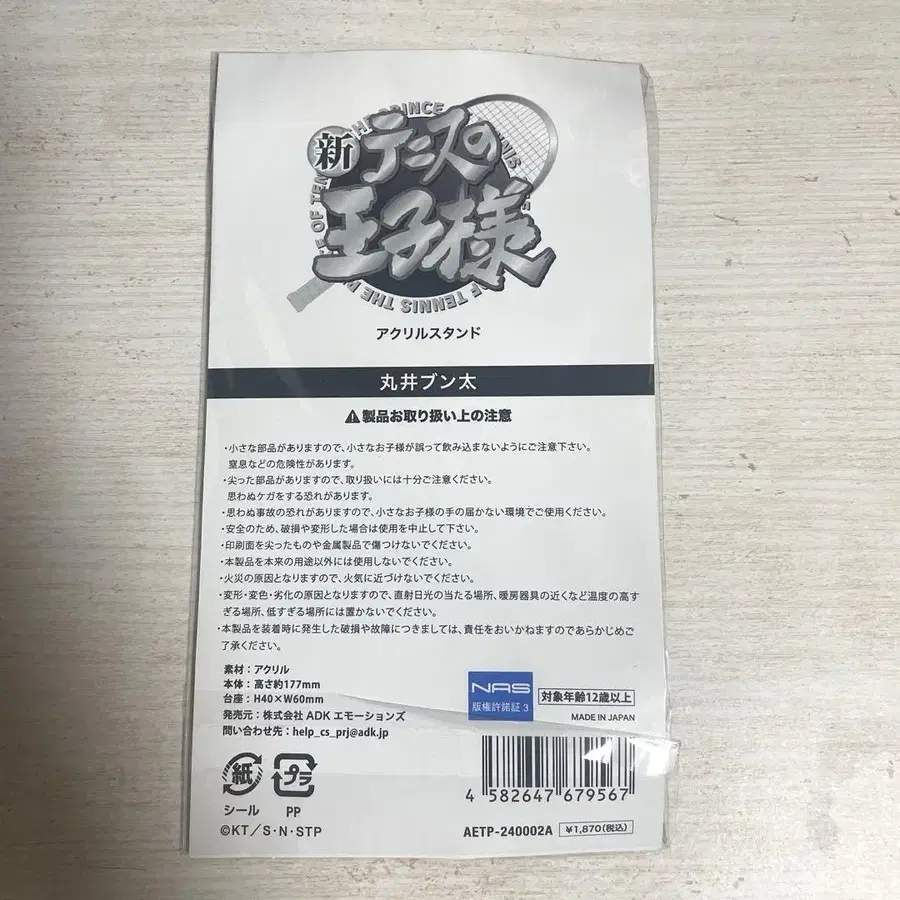 新テニスの
王子様
アクリルスタンド
丸井ブン太
⚠製品お取り扱い上の注意
・小さな部品がありますので、小さなお子様が誤って飲み込まないようにご注意下さい。
窒息などの危険性があります。
・尖った部品がありますので、取り扱いには十分ご注意ください。
思わぬケガをする恐れがあります。
・思わぬ事故の恐れがありますので、小さなお子様の手の届かない環境でご使用ください。
・安全のため、破損や変形した場合は使用を中止して下さい。
・印刷面を尖ったものや金属製品で傷つけないでください。
・本製品を本来の用途以外には使用しないでください。
・火災の原因となりますので、火気に近づけないでください。
・変形・変色・劣化の原因となりますので、直射日光の当たる場所、暖房器具の近くなど温度の高す
ぎる場所、低すぎる場所には置かないでください。
・本製品を装着時に発生した破損や故障につきましては、責任をおいかねますのであらかじめご
了承ください。
素材：アクリル
本体：高さ約177mm
台座：H40×W60mm
発売元：株式会社 ADK エモーションズ
問い合わせ先：help_cs_prj@adk.jp
NAS
版権許諾証 3
対象年齢12歳以上
MADE IN JAPAN
紙
シール
プラ
PP
4 582647 679567
©KT／S・N・STP
AETP-240002A
¥1,870(税込)